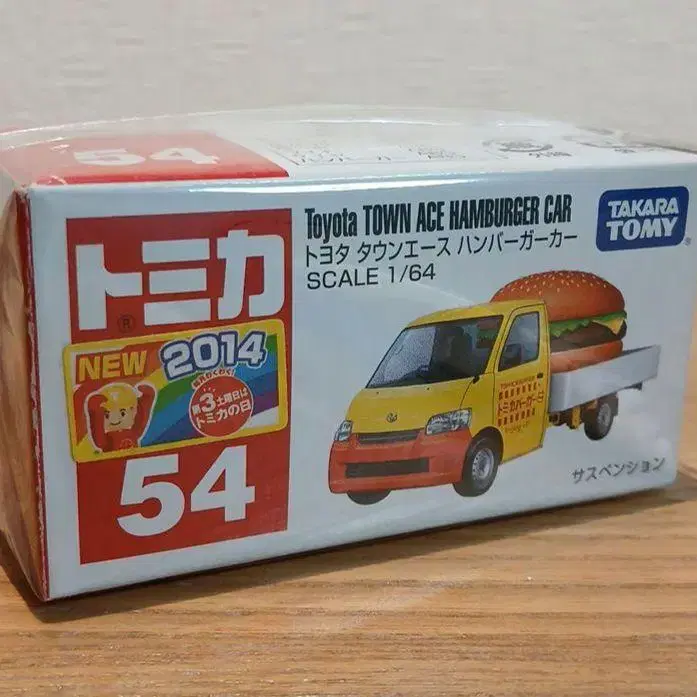 54
Toyota TOWN ACE HAMBURGER CAR
トヨタ タウンエース ハンバーガーカー
SCALE 1/64
TAKARA
TOMY
トミカ
®
NEW
2014
第3土曜日は
トミカの日
54
トミカバーガー
サスペンション